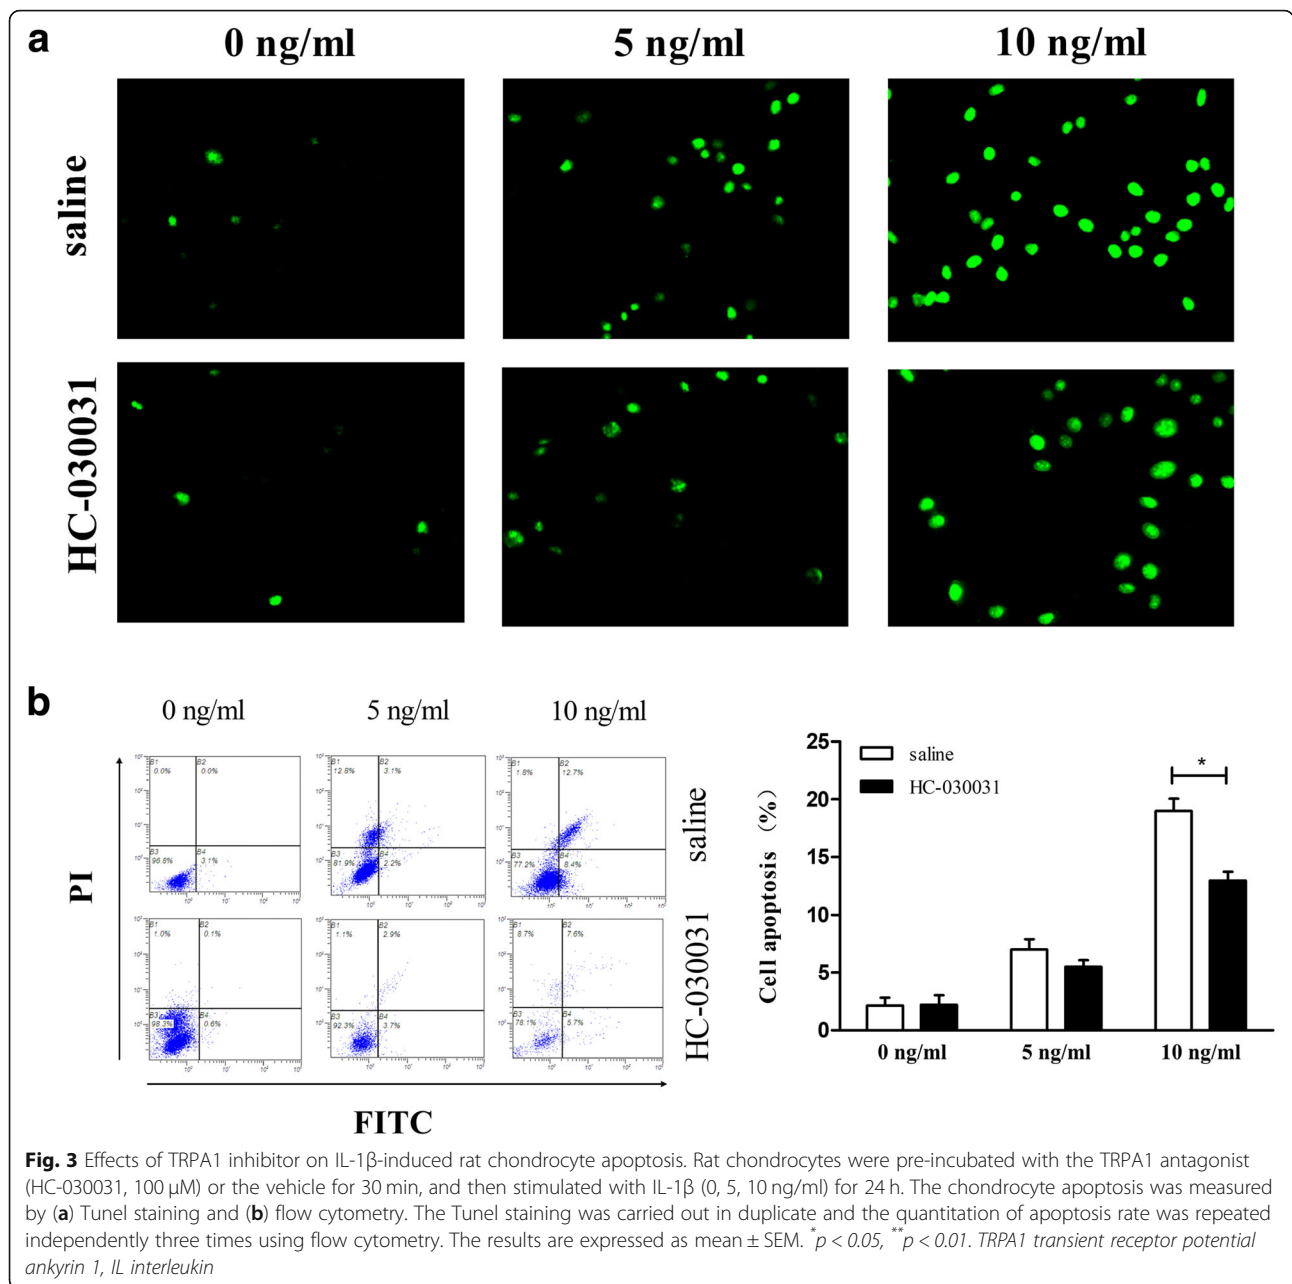 a
0 ng/ml 5 ng/ml 10 ng/ml
saline
HC-030031
b
0 ng/ml 5 ng/ml 10 ng/ml
PI
B1 B2
0.0% 0.0%
B3 B4
96.8% 3.1%
B1 B2
12.8% 3.1%
B3 B4
81.9% 2.2%
B1 B2
1.8% 12.7%
B3 B4
77.2% 8.4%
saline
B1 B2
1.0% 0.1%
B3 B4
98.3% 0.6%
B1 B2
1.1% 2.9%
B3 B4
92.3% 3.7%
B1 B2
8.7% 7.6%
B3 B4
78.1% 5.7%
HC-030031
FITC
Cell apoptosis (%)
25
20
15
10
5
0
saline
HC-030031
*
0 ng/ml 5 ng/ml 10 ng/ml
Fig. 3 Effects of TRPA1 inhibitor on IL-1β-induced rat chondrocyte apoptosis. Rat chondrocytes were pre-incubated with the TRPA1 antagonist
(HC-030031, 100 μM) or the vehicle for 30 min, and then stimulated with IL-1β (0, 5, 10 ng/ml) for 24 h. The chondrocyte apoptosis was measured
by (a) Tunel staining and (b) flow cytometry. The Tunel staining was carried out in duplicate and the quantitation of apoptosis rate was repeated
independently three times using flow cytometry. The results are expressed as mean ± SEM. *p < 0.05, **p < 0.01. TRPA1 transient receptor potential
ankyrin 1, IL interleukin